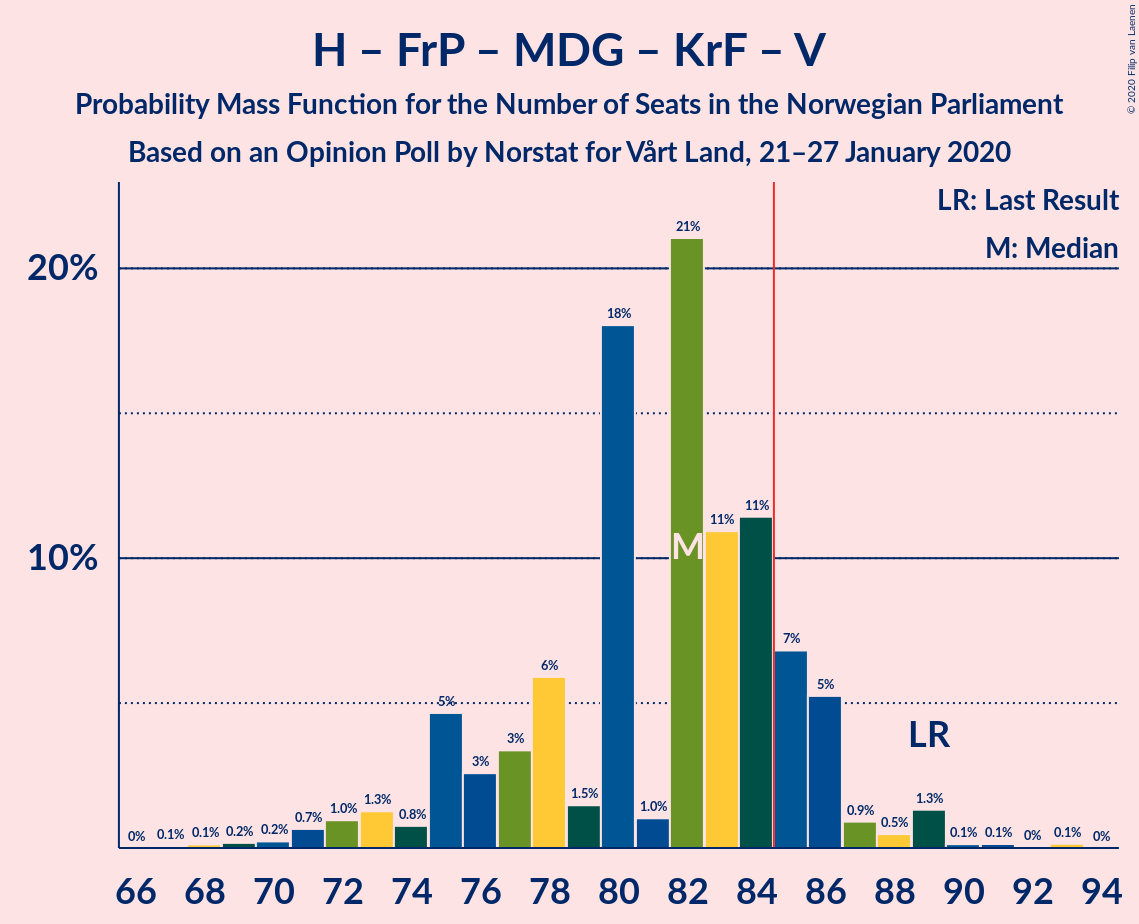 H – FrP – MDG – KrF – V
Probability Mass Function for the Number of Seats in the Norwegian Parliament
Based on an Opinion Poll by Norstat for Vårt Land, 21–27 January 2020
© 2020 Filip van Laenen
LR: Last Result
M: Median
20%
10%
0% 0.1% 0.1% 0.2% 0.2% 0.7% 1.0% 1.3% 0.8% 5% 3% 3% 6% 1.5% 18% 1.0% 21% 11% 11% 7% 5% 0.9% 0.5% 1.3% 0.1% 0.1% 0% 0.1% 0%
M
LR
66 68 70 72 74 76 78 80 82 84 86 88 90 92 94